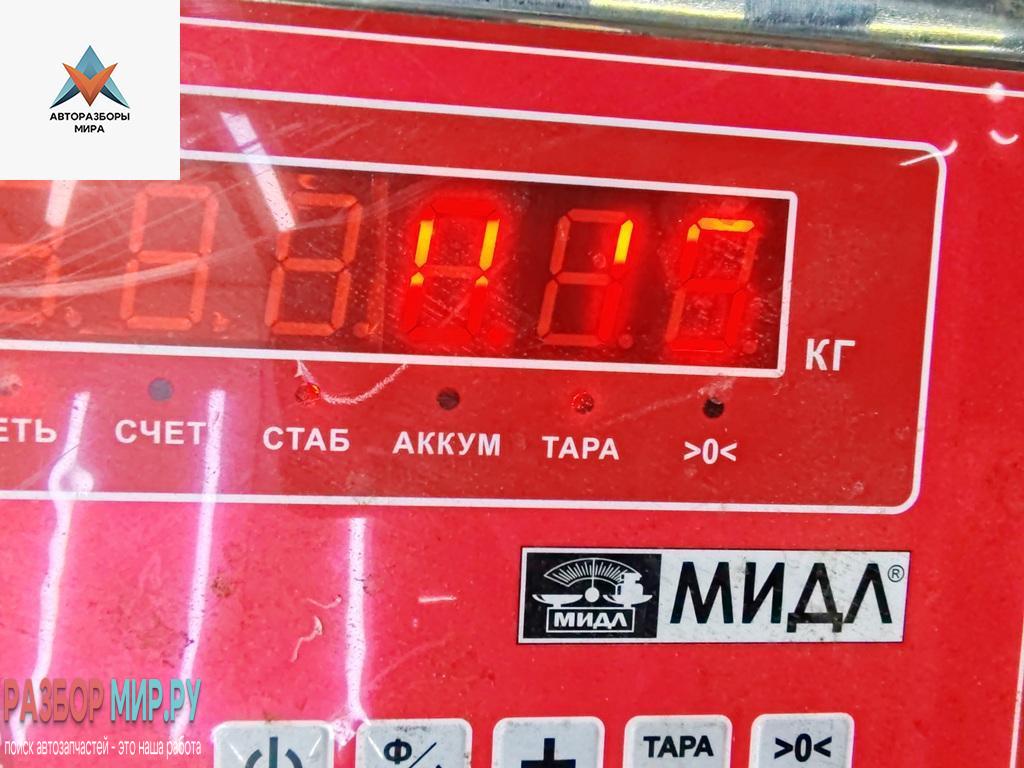 АВТОРАЗБОРЫ
МИРА
КГ
ЕТЬ СЧЕТ СТАБ АККУМ ТАРА >0<
МИДЛ МИДЛ®
РАЗБОР МИР.РУ
поиск автозапчастей - это наша работа
Ф/ + ТАРА >0<